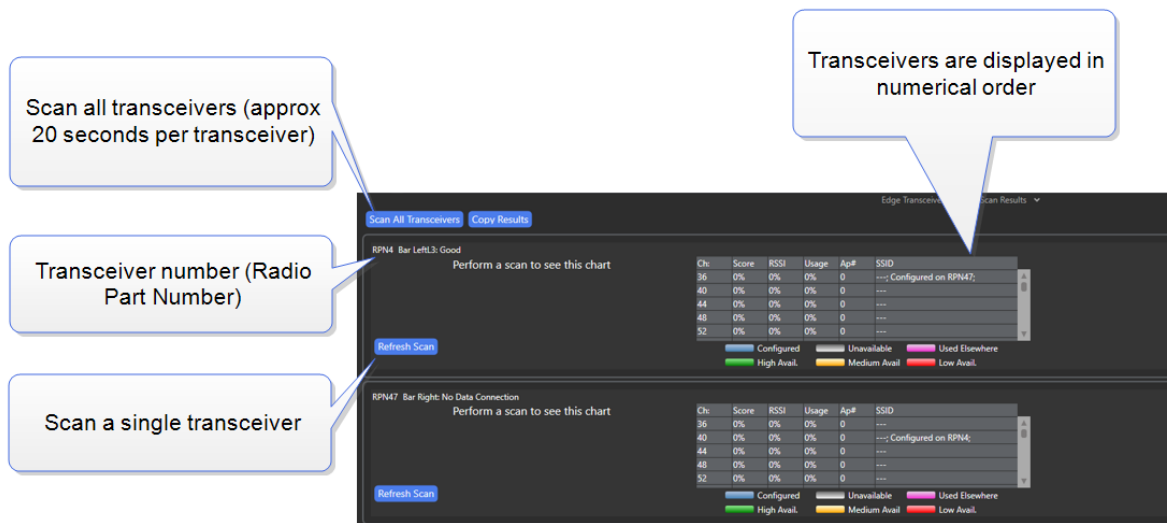 Transceivers are displayed in
numerical order
Scan all transceivers (approx
20 seconds per transceiver)
Edge Transceive
Scan Results
Scan All Transceivers Copy Results
Transceiver number (Radio
Part Number)
RPN4 Bar LeftL3: Good
Perform a scan to see this chart
Ch: Score RSSI Usage Ap# SSID
36 0% 0% 0% 0 ---; Configured on RPN47;
40 0% 0% 0% 0 ---
44 0% 0% 0% 0 ---
48 0% 0% 0% 0 ---
52 0% 0% 0% 0 ---
Refresh Scan
Configured Unavailable Used Elsewhere
High Avail. Medium Avail Low Avail.
Scan a single transceiver
RPN47 Bar Right: No Data Connection
Perform a scan to see this chart
Ch: Score RSSI Usage Ap# SSID
36 0% 0% 0% 0 ---
40 0% 0% 0% 0 ---; Configured on RPN4;
44 0% 0% 0% 0 ---
48 0% 0% 0% 0 ---
52 0% 0% 0% 0 ---
Refresh Scan
Configured Unavailable Used Elsewhere
High Avail. Medium Avail Low Avail.